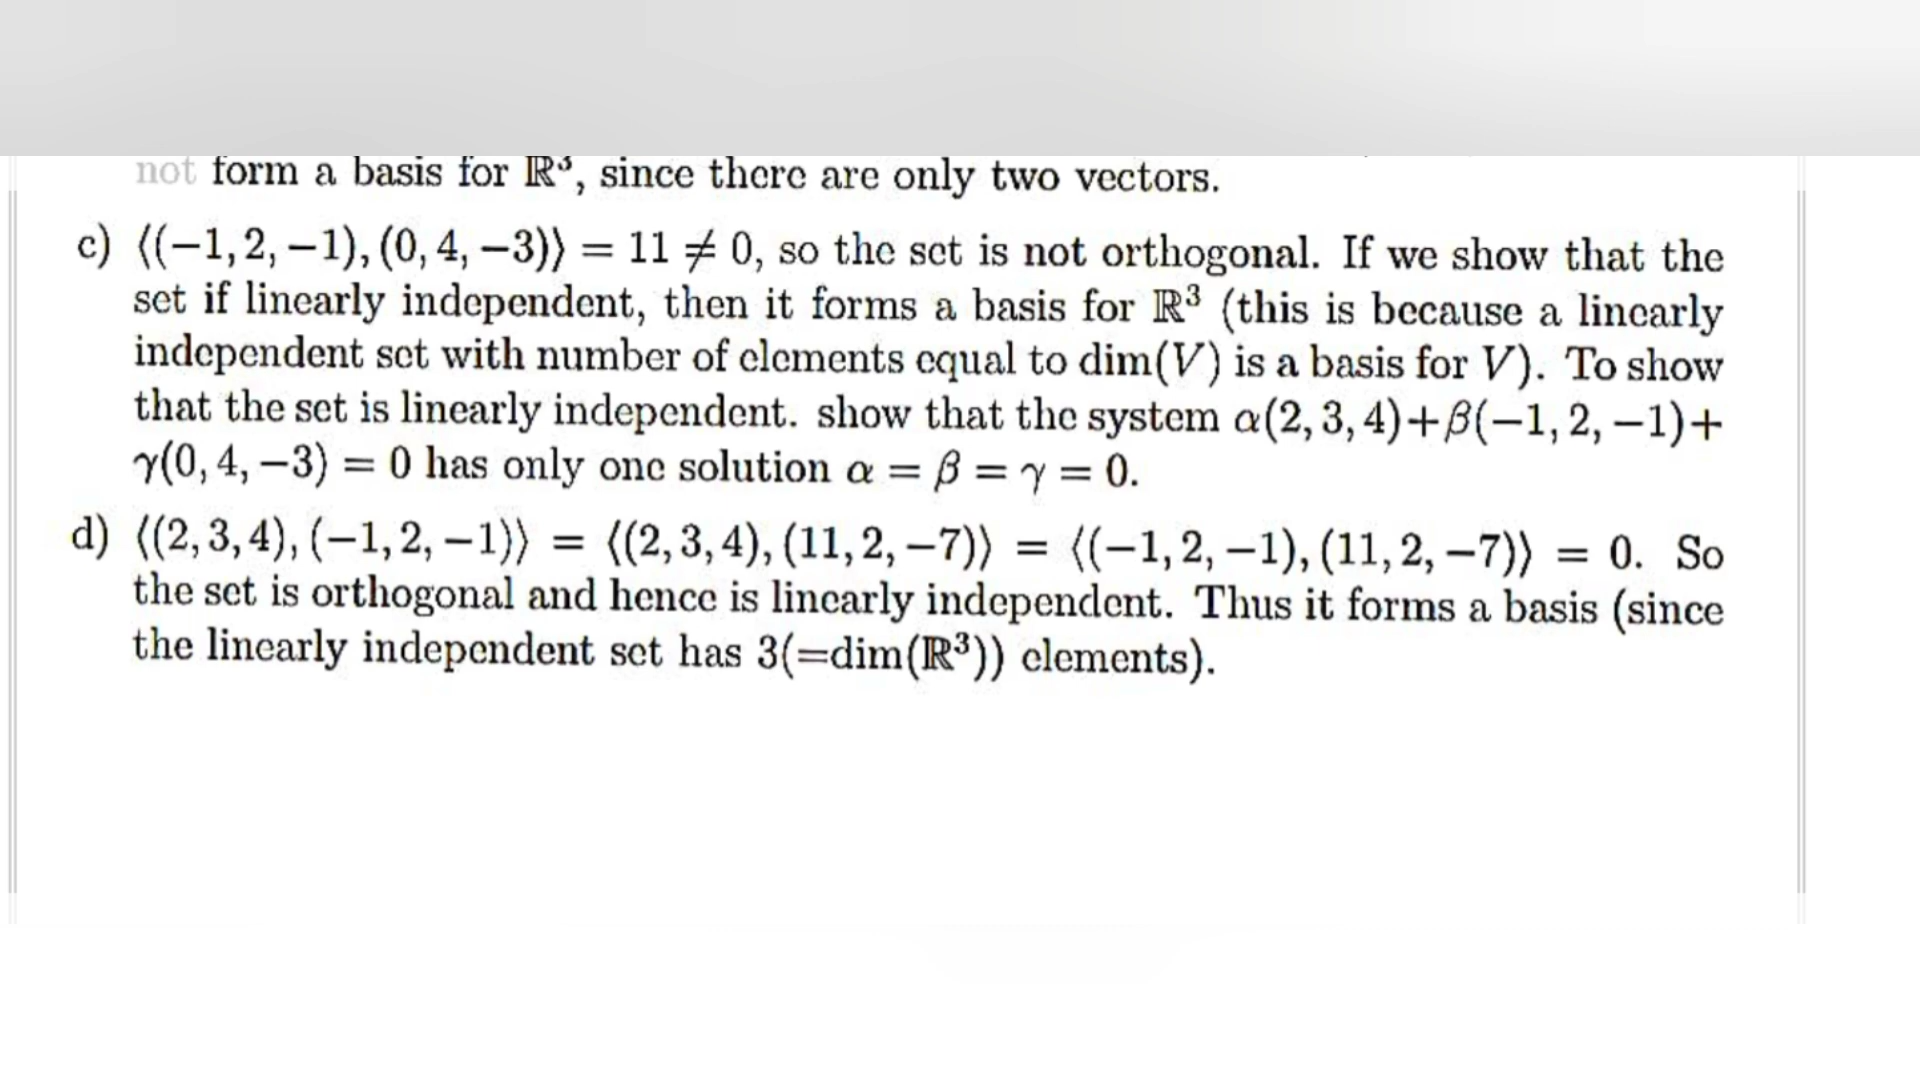 not form a basis for ℝ³, since there are only two vectors.
c) ⟨(−1, 2, −1), (0, 4, −3)⟩ = 11 ≠ 0, so the set is not orthogonal. If we show that the
set if linearly independent, then it forms a basis for ℝ³ (this is because a linearly
independent set with number of elements equal to dim(V) is a basis for V). To show
that the set is linearly independent. show that the system α(2, 3, 4)+β(−1, 2, −1)+
γ(0, 4, −3) = 0 has only one solution α = β = γ = 0.
d) ⟨(2, 3, 4), (−1, 2, −1)⟩ = ⟨(2, 3, 4), (11, 2, −7)⟩ = ⟨(−1, 2, −1), (11, 2, −7)⟩ = 0. So
the set is orthogonal and hence is linearly independent. Thus it forms a basis (since
the linearly independent set has 3(=dim(ℝ³)) elements).